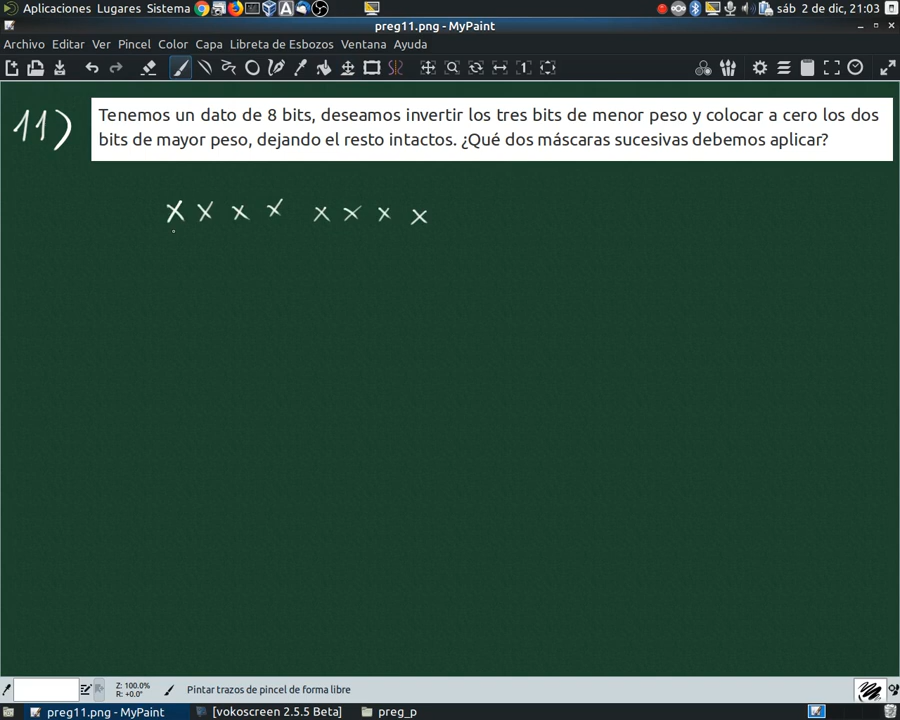 Aplicaciones Lugares Sistema sáb 2 de dic, 21:03
preg11.png - MyPaint
Archivo Editar Ver Pincel Color Capa Libreta de Esbozos Ventana Ayuda
11) Tenemos un dato de 8 bits, deseamos invertir los tres bits de menor peso y colocar a cero los dos
bits de mayor peso, dejando el resto intactos. ¿Qué dos máscaras sucesivas debemos aplicar?
x x x x x x x x
Z: 100.0%
R: +0.0°
Pintar trazos de pincel de forma libre
preg11.png - MyPaint [vokoscreen 2.5.5 Beta] preg_p